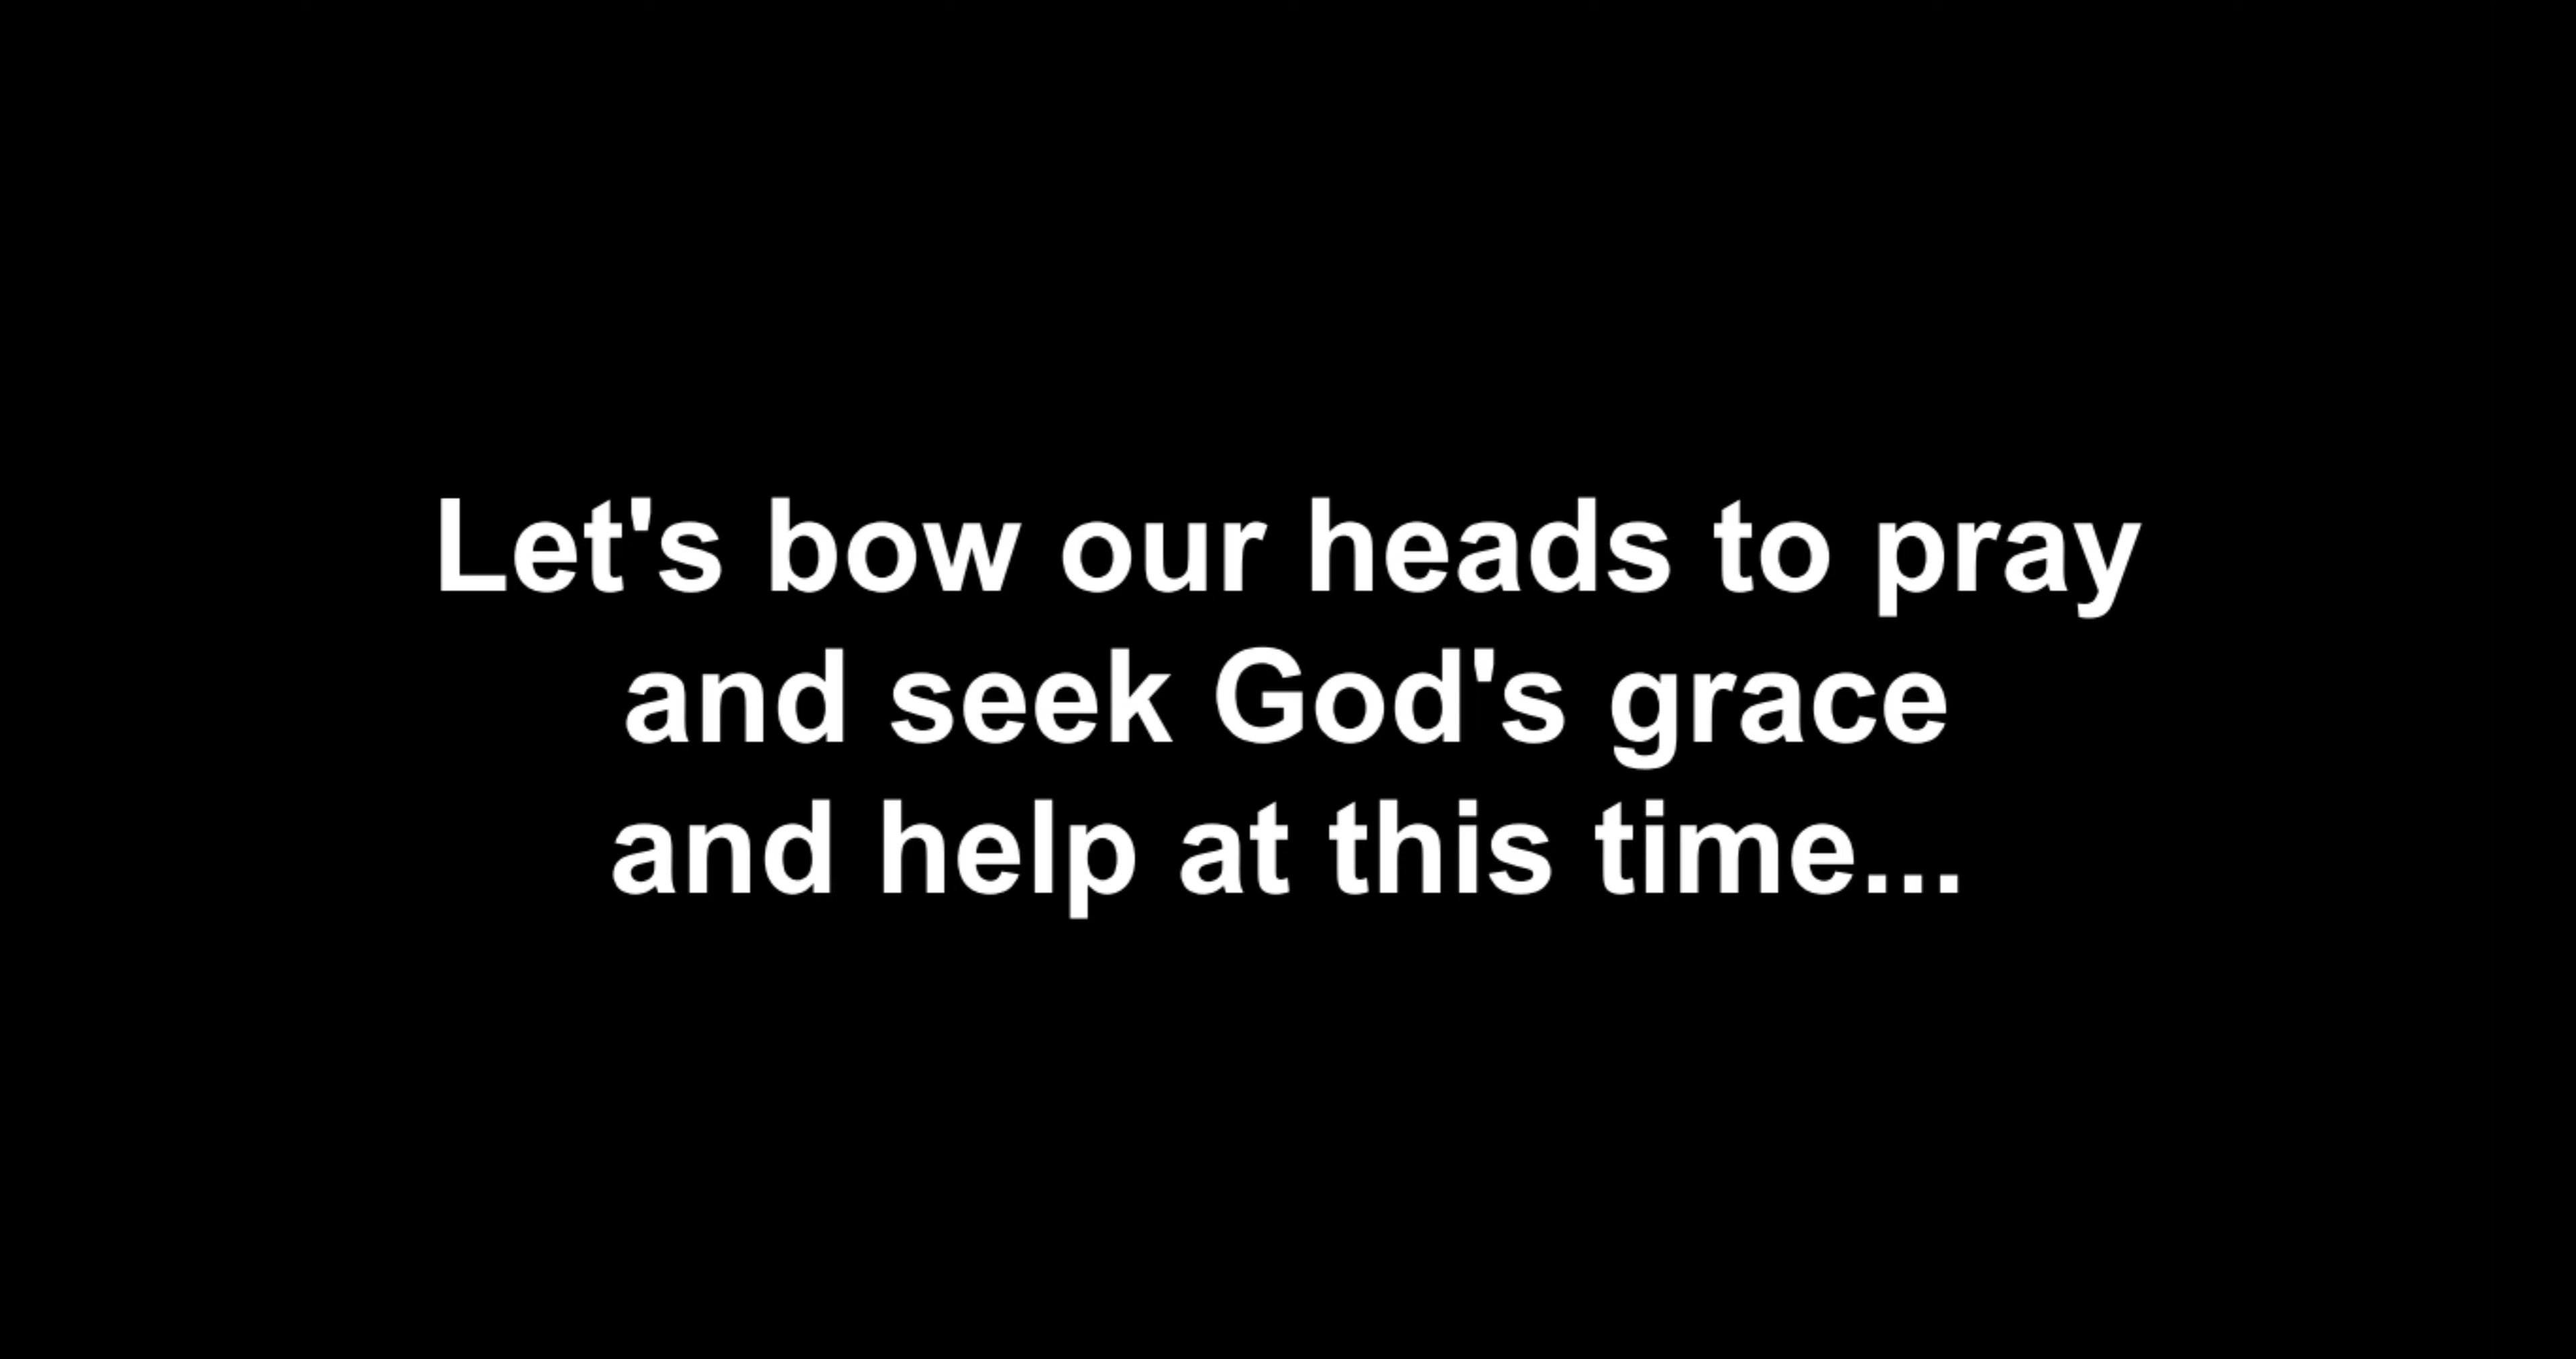 Let's bow our heads to pray
and seek God's grace
and help at this time...